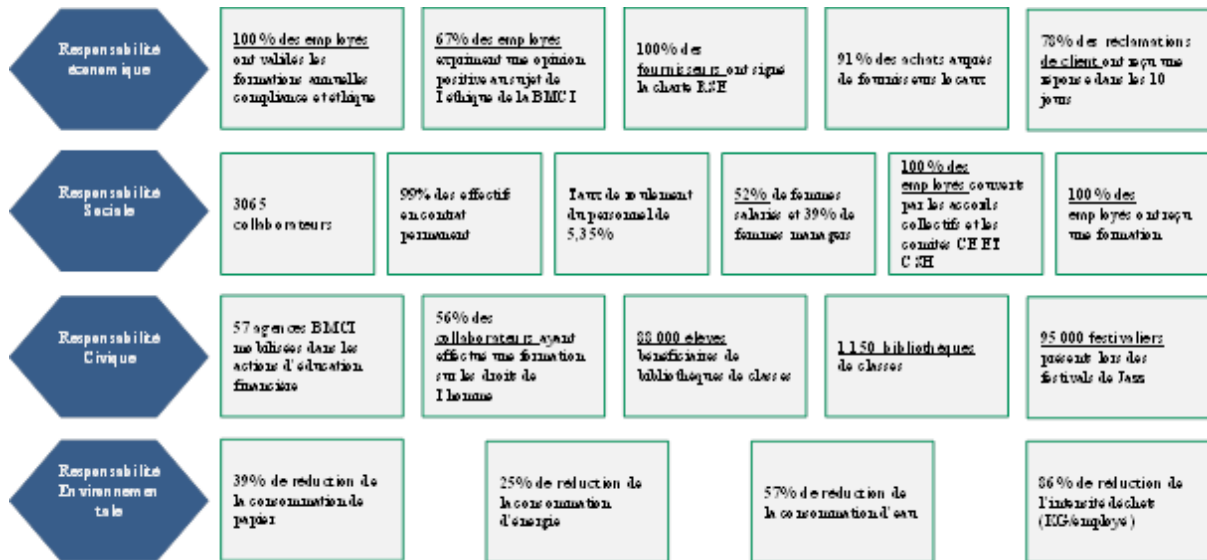 Responsabilité
économique
100% des employés
ont validés les
formations annuelles
compliance et éthique
67% des employés
expriment une opinion
positive au sujet de
l'éthique de la BMCI
100% des
fournisseurs ont signé
la charte RSE
91% des achats auprès
de fournisseurs locaux
78% des réclamations
de client ont reçu une
réponse dans les 10
jours
Responsabilité
Sociale
3065
collaborateurs
99% des effectif
en contrat
permanent
Taux de roulement
du personnel de
5,35%
52% de femmes
salariés et 39% de
femmes managers
100% des
employés couverts
par les accords
collectifs et les
comités CE ET
CSH
100% des
employés ont reçu
une formation
Responsabilité
Civique
57 agences BMCI
mobilisées dans les
actions d'éducation
financière
56% des
collaborateurs ayant
effectué une formation
sur les droits de
l'homme
88 000 élèves
bénéficiaires de
bibliothèques de classes
1 150 bibliothèques
de classes
95 000 festivaliers
présents lors des
festivals de Jazz
Responsabilité
Environnemen
tale
39% de réduction de
la consommation de
papier
25% de réduction de
la consommation
d'énergie
57% de réduction de
la consommation d'eau
86% de réduction de
l'intensité déchets
(KG/employé)